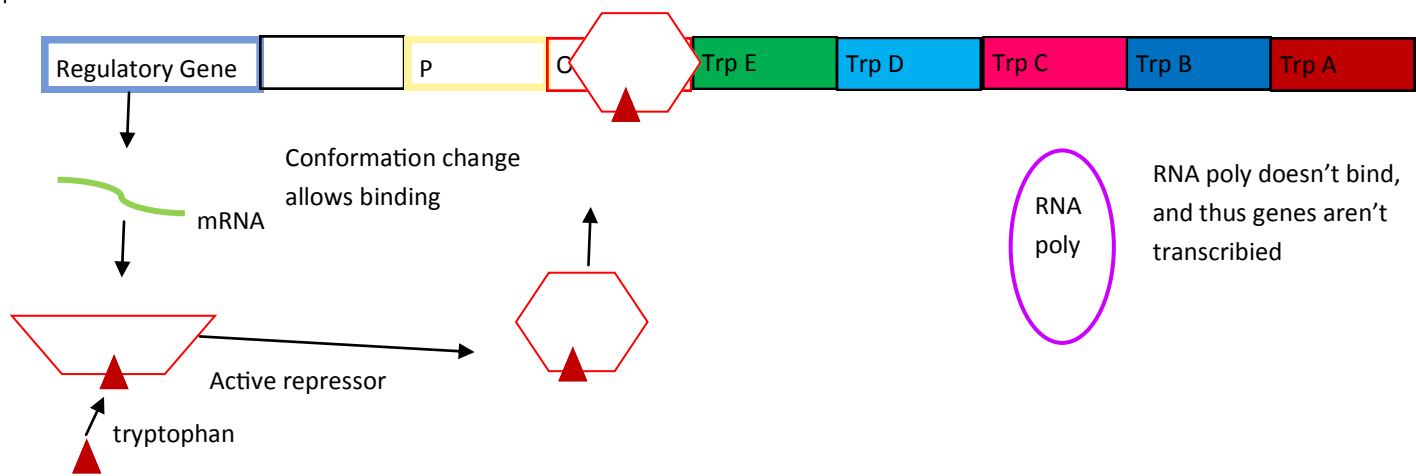 Regulatory Gene
P
O
Trp E
Trp D
Trp C
Trp B
Trp A
Conformation change
allows binding
mRNA
RNA
poly
RNA poly doesn't bind,
and thus genes aren't
transcribied
Active repressor
tryptophan